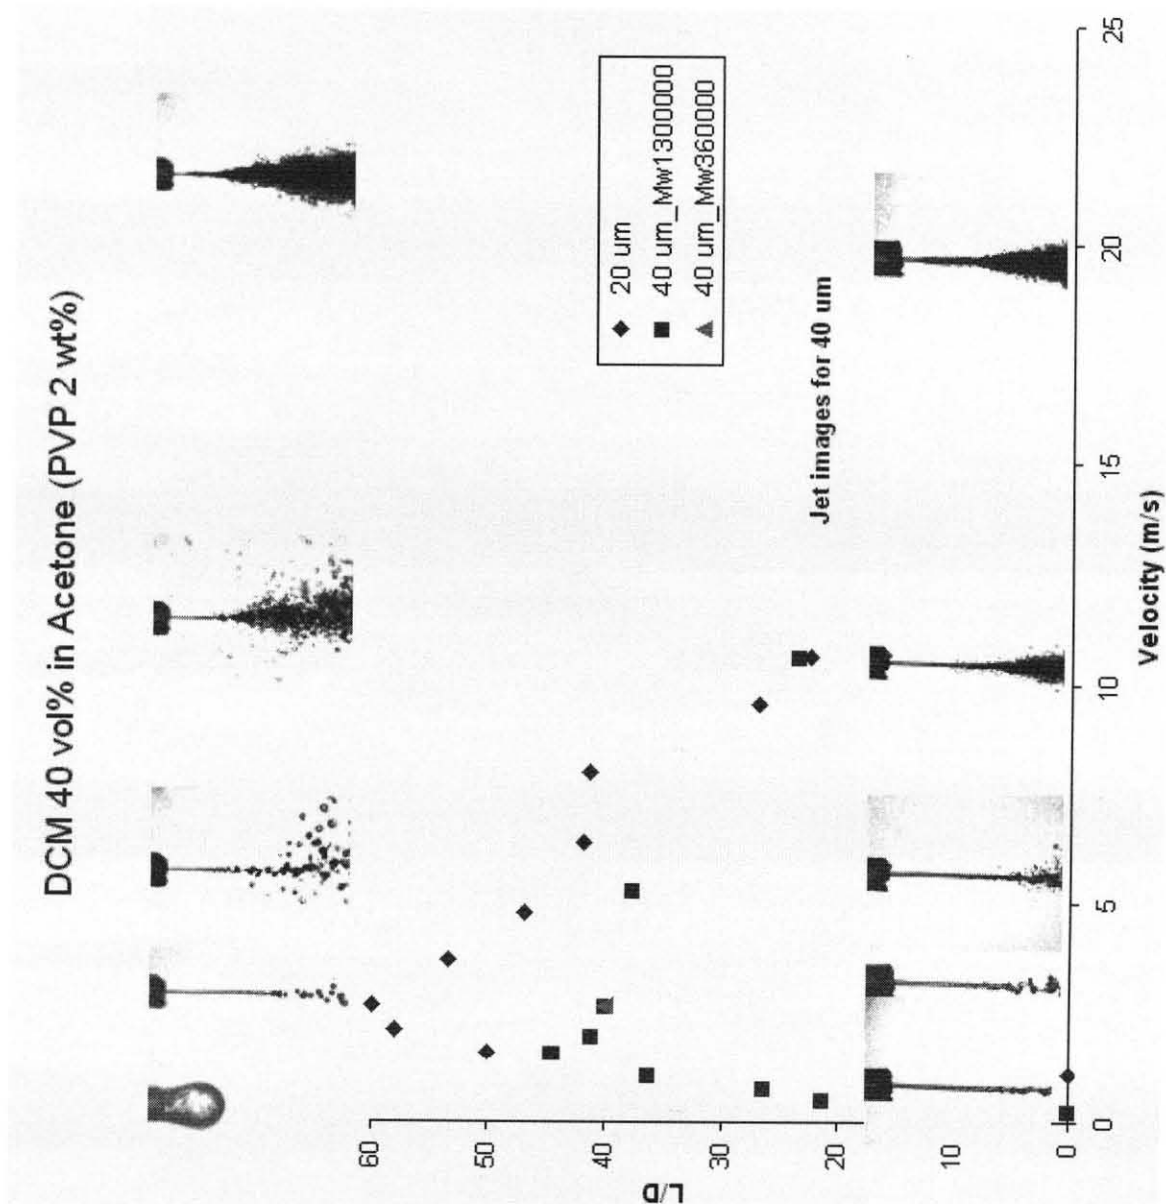 DCM 40 vol% in Acetone (PVP 2 wt%)
20 um
40 um_Mw1300000
40 um_Mw360000
Jet images for 40 um
L/D
60
50
40
30
20
10
0
0
5
10
15
20
25
Velocity (m/s)